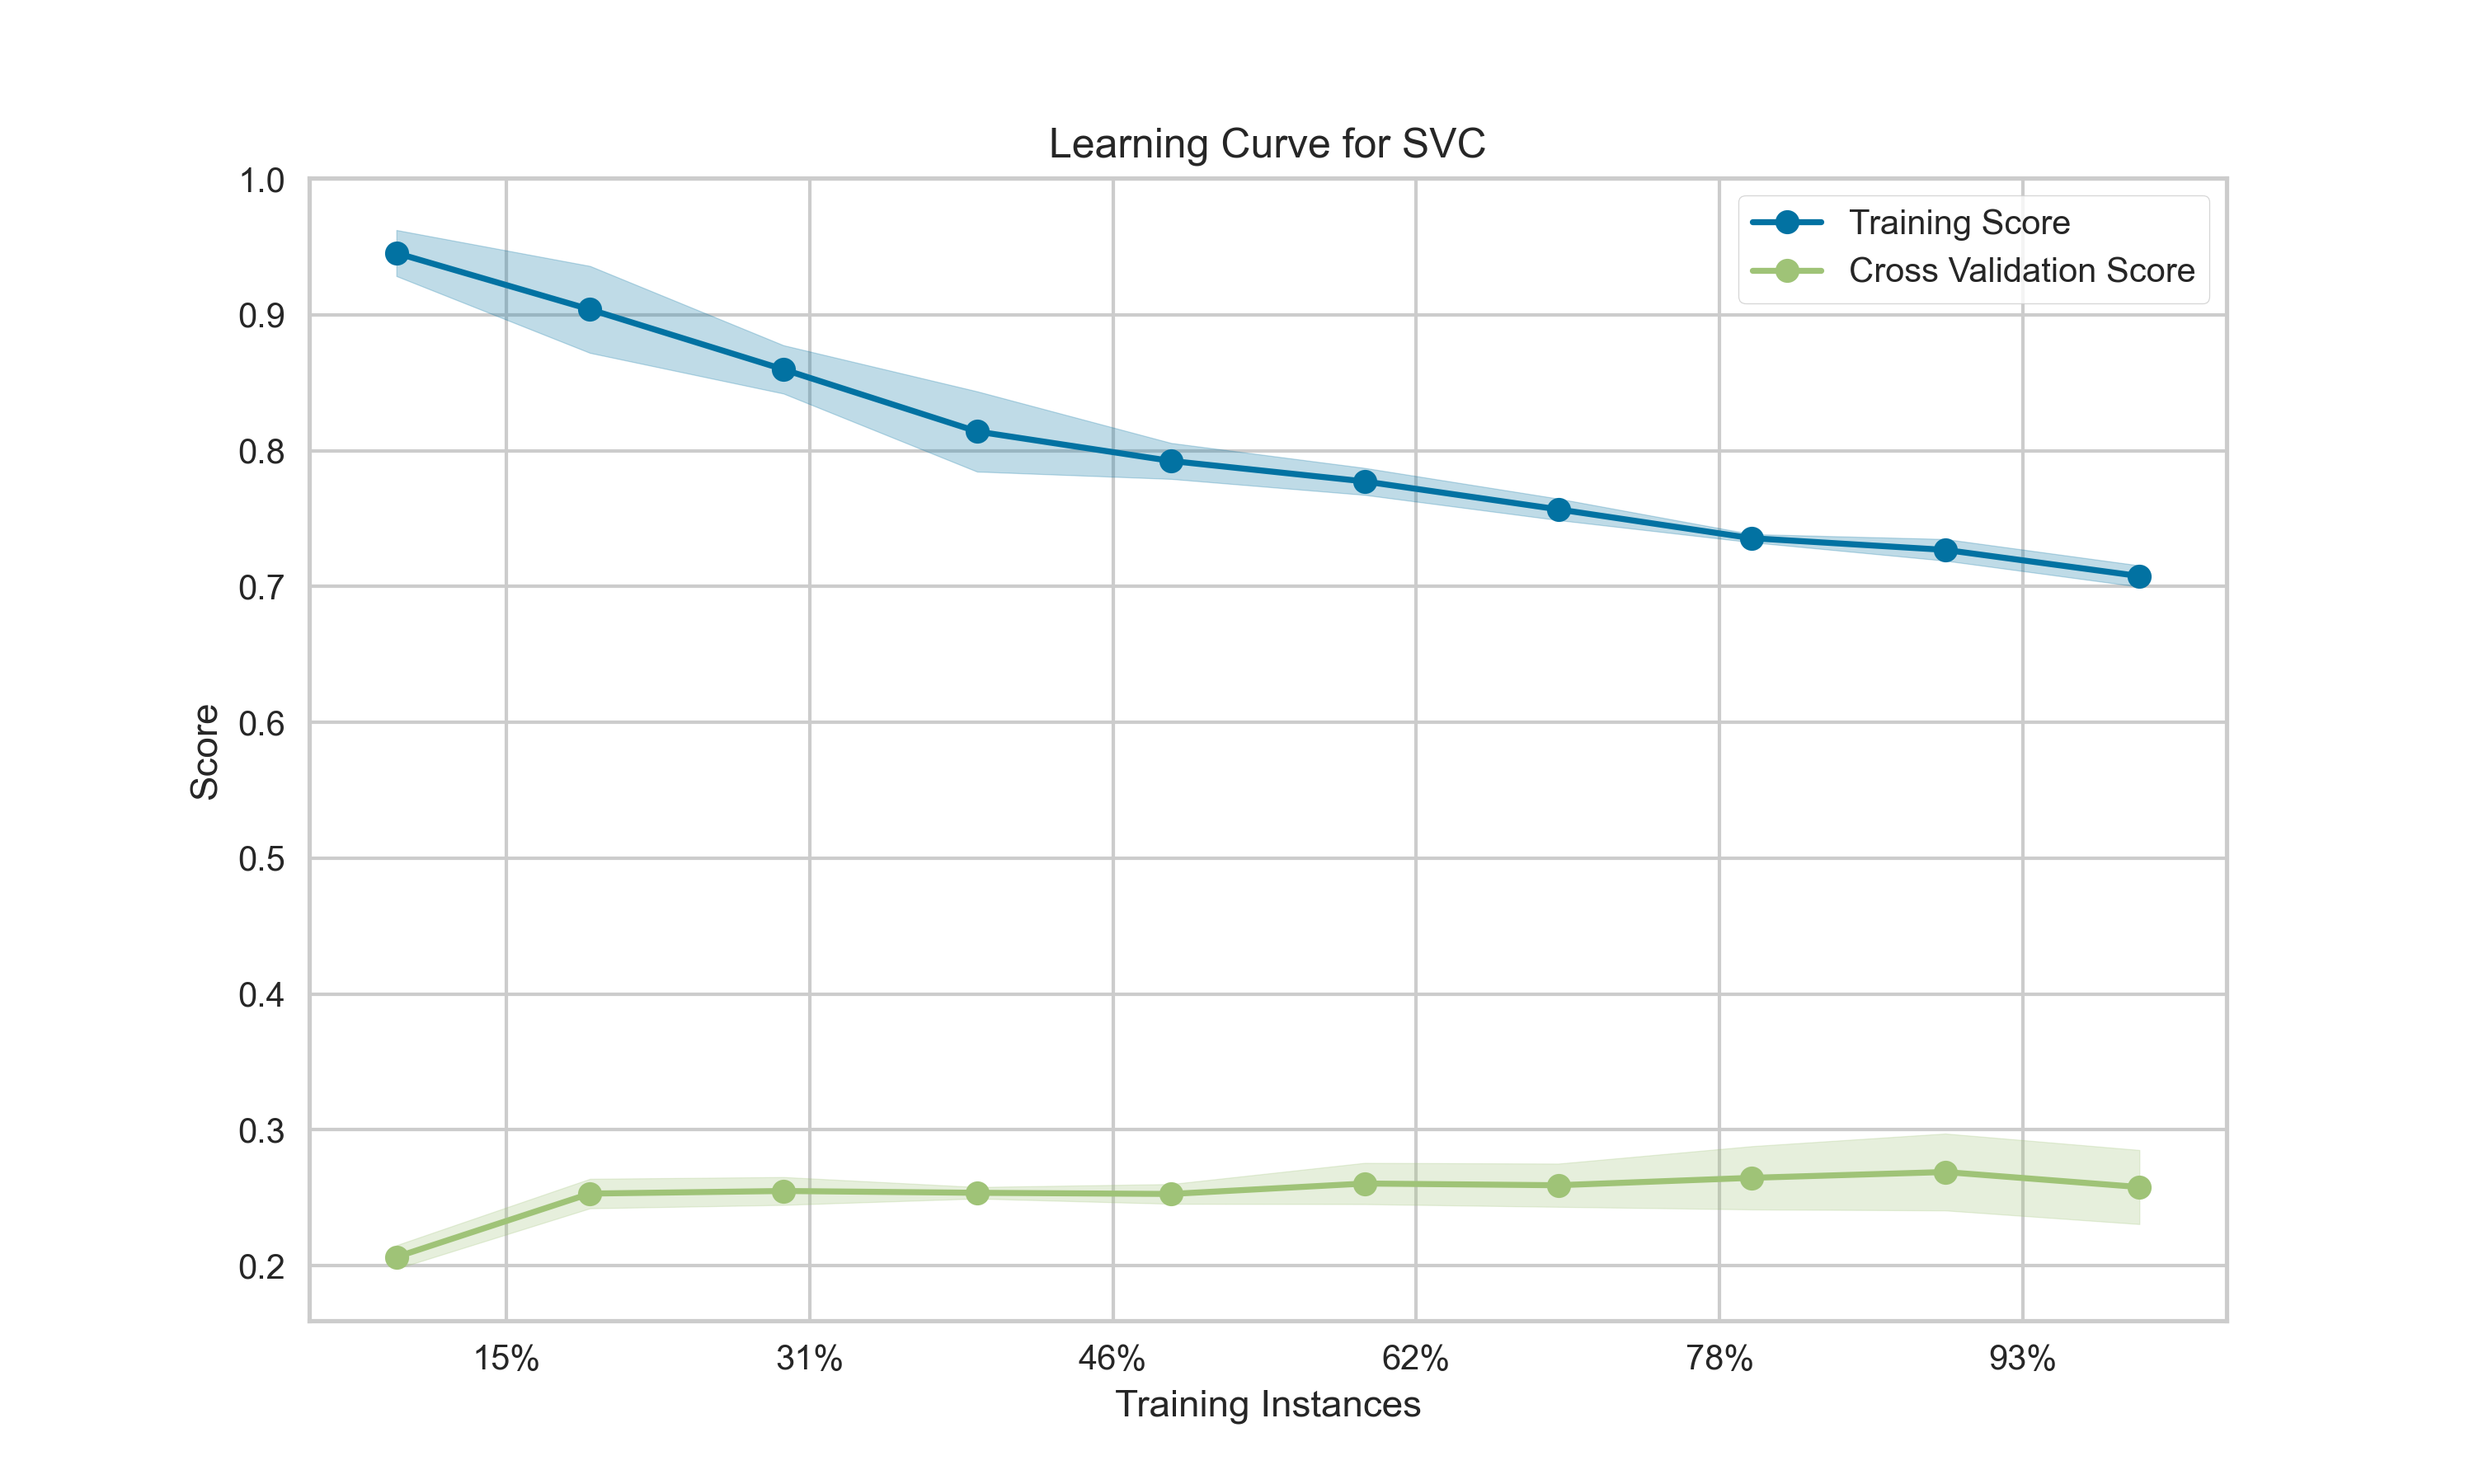 Learning Curve for SVC
Training Score
Cross Validation Score
1.0
0.9
0.8
0.7
0.6
0.5
0.4
0.3
0.2
Score
15% 31% 46% 62% 78% 93%
Training Instances